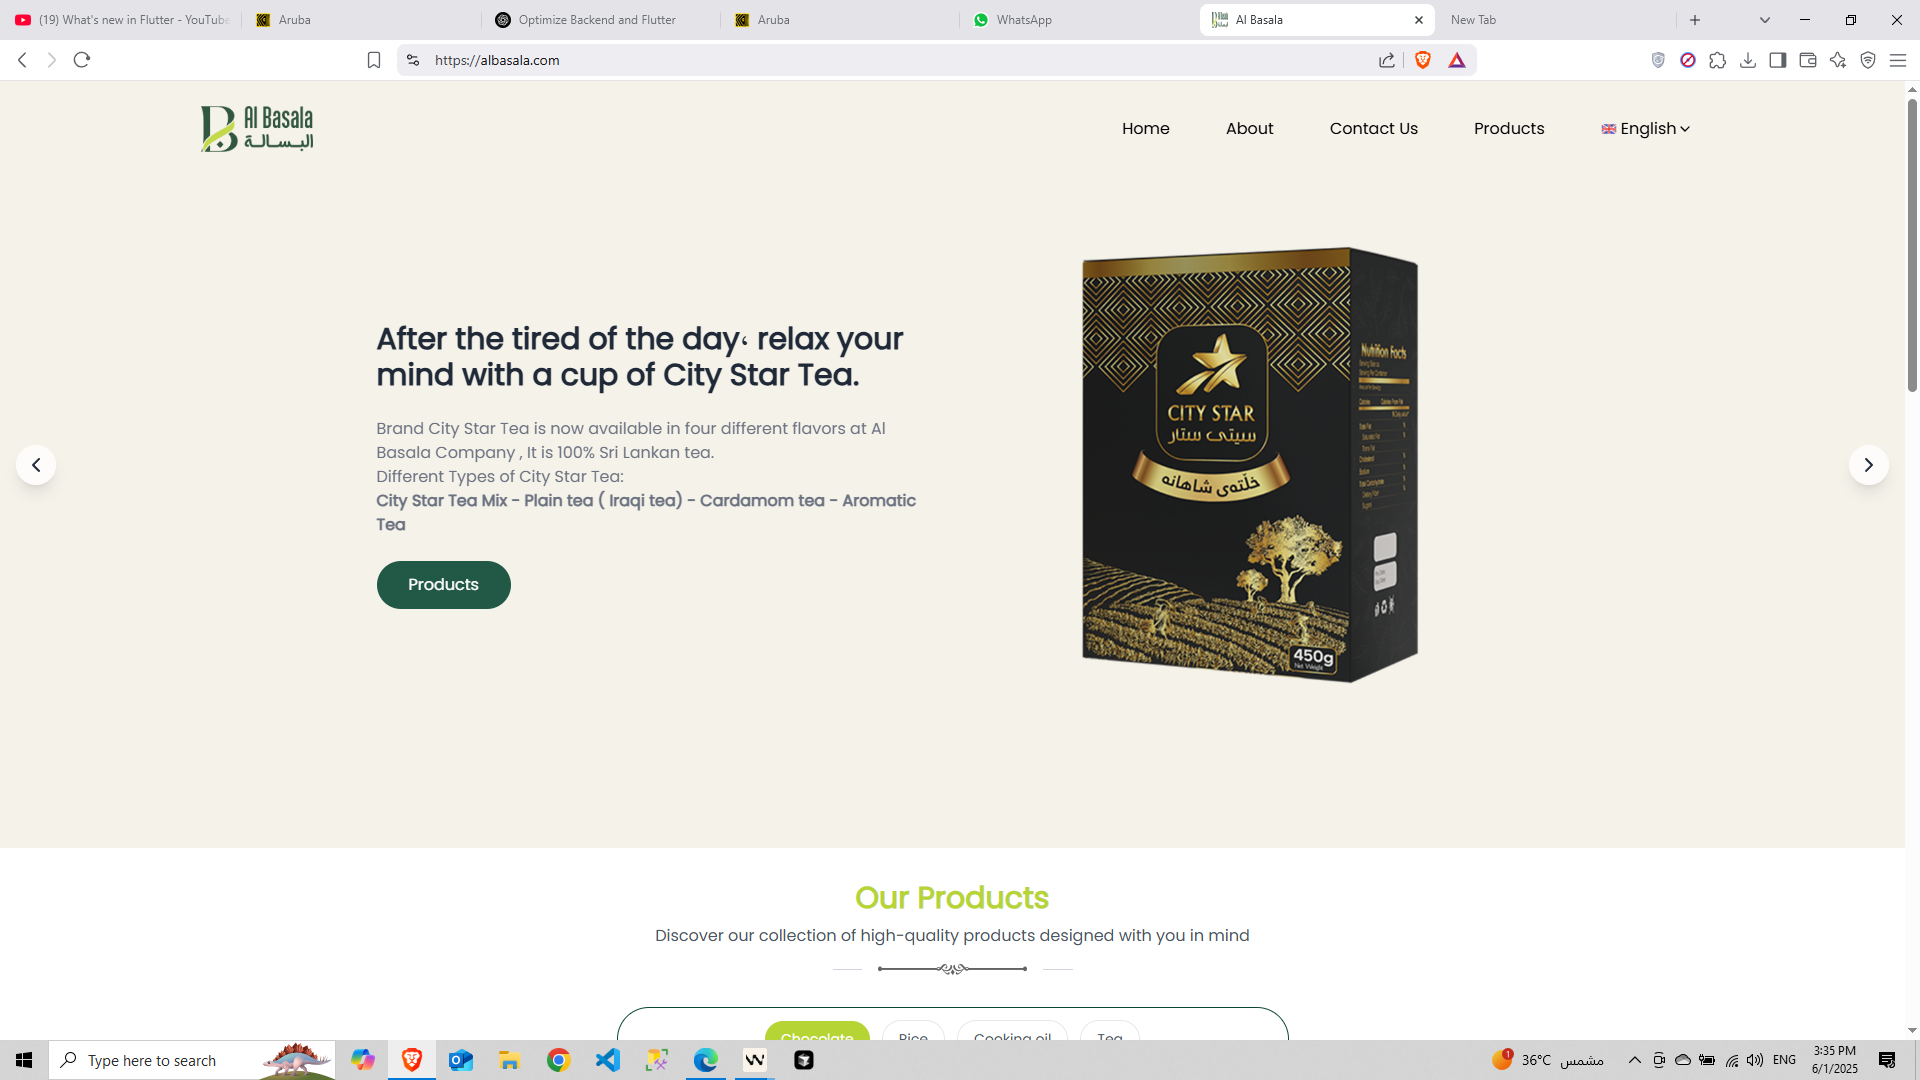 (19) What's new in Flutter - YouTube
Aruba
Optimize Backend and Flutter
Aruba
WhatsApp
Al Basala
New Tab
https://albasala.com
Al Basala
البسالة
Home
About
Contact Us
Products
English
After the tired of the day، relax your
mind with a cup of City Star Tea.
Brand City Star Tea is now available in four different flavors at Al
Basala Company , It is 100% Sri Lankan tea.
Different Types of City Star Tea:
City Star Tea Mix - Plain tea ( Iraqi tea) - Cardamom tea - Aromatic
Tea
Products
CITY STAR
سيتي ستار
خڵتەی شاهانە
Nutrition Facts
450g
Net Weight
Our Products
Discover our collection of high-quality products designed with you in mind
Chocolate
Rice
Cooking oil
Tea
Type here to search
1
36°C
مشمس
ENG
3:35 PM
6/1/2025